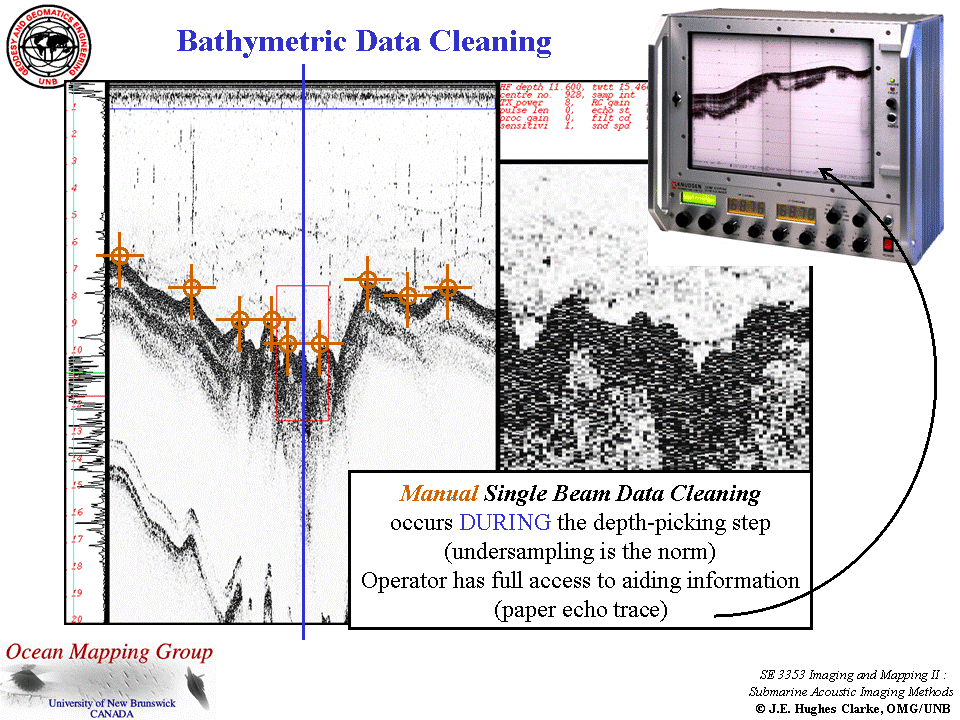 GEODESY AND GEOMATICS ENGINEERING
UNB
Bathymetric Data Cleaning
HF depth 11.600, twtt 15.46
centre no. 928, samp int
TX power 8, RC gain
pulse len 0, echo st
proc gain 0, filt cd
sensitivi 1, snd spd
KNUDSEN
2
3
4
5
6
7
8
9
10
13
14
15
16
17
18
19
20
Manual Single Beam Data Cleaning
occurs DURING the depth-picking step
(undersampling is the norm)
Operator has full access to aiding information
(paper echo trace)
Ocean Mapping Group
University of New Brunswick
CANADA
SE 3353 Imaging and Mapping II :
Submarine Acoustic Imaging Methods
© J.E. Hughes Clarke, OMG/UNB